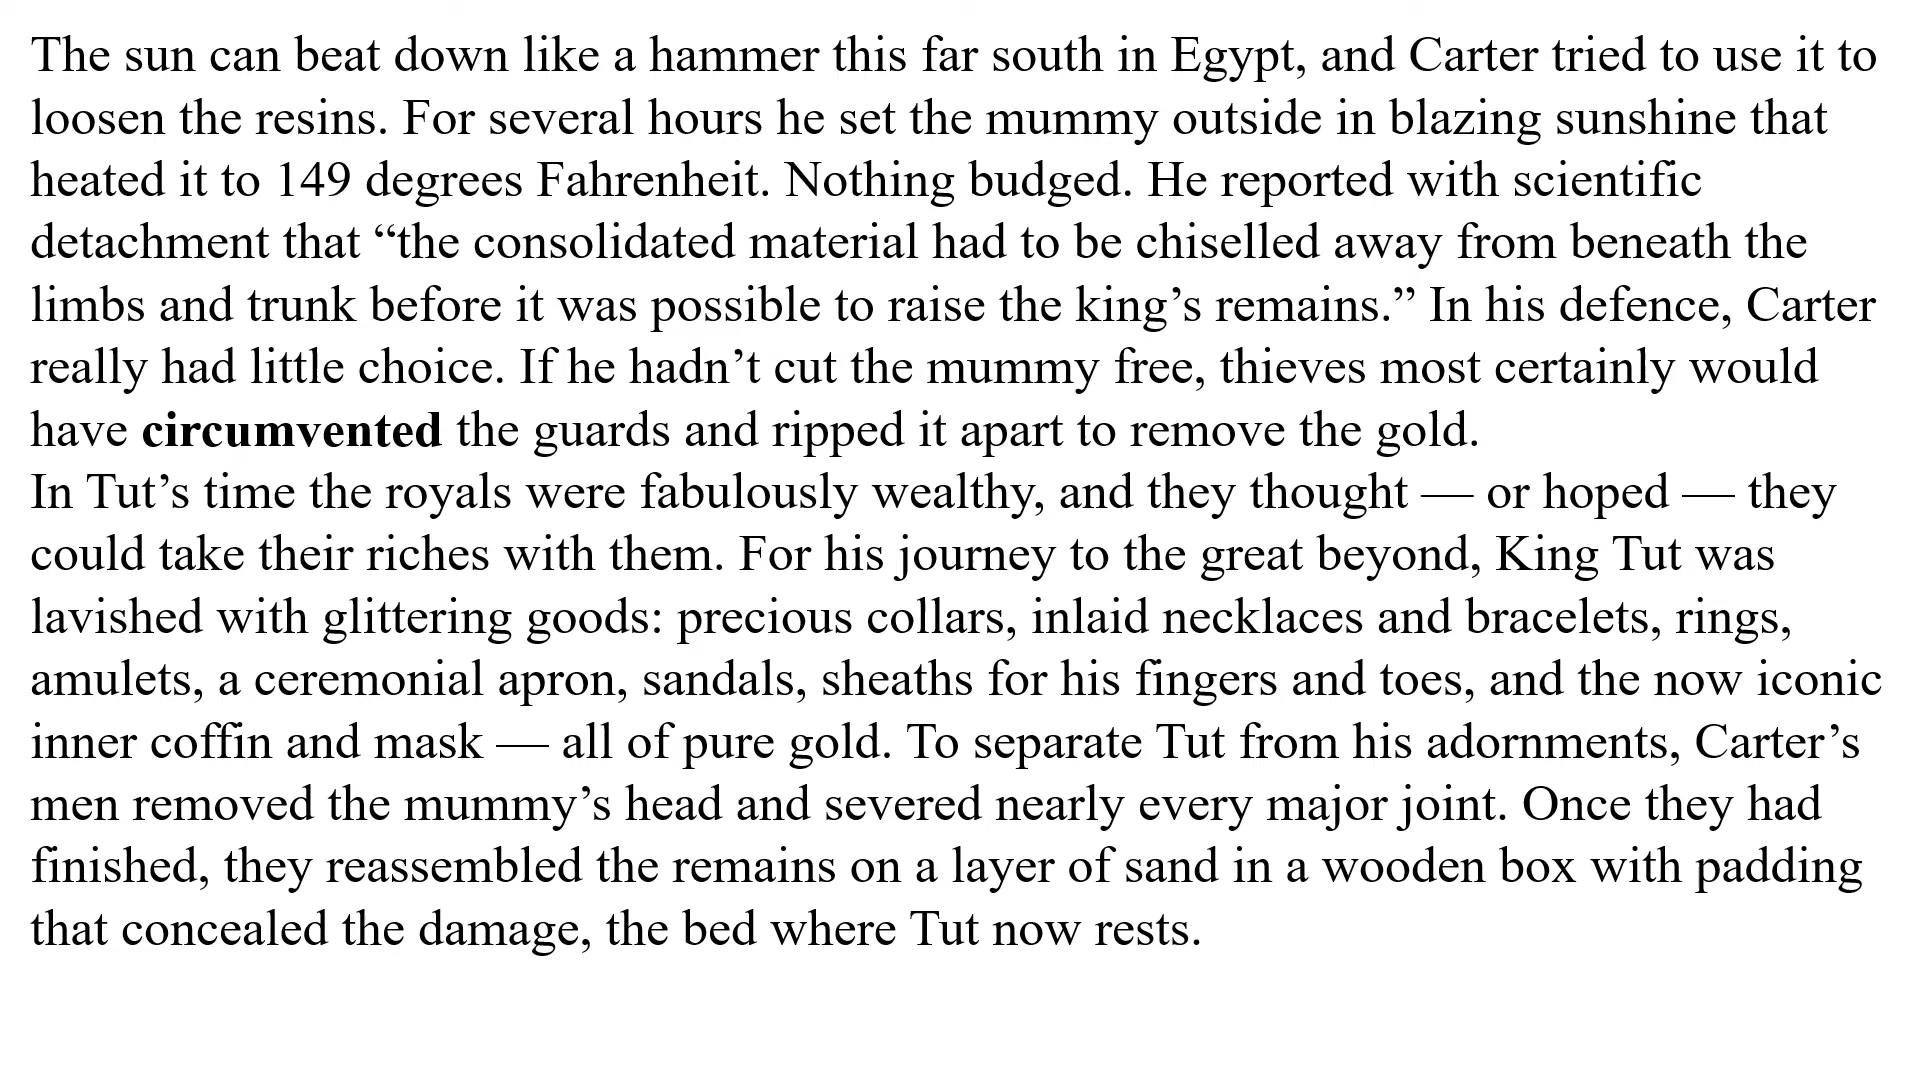 The sun can beat down like a hammer this far south in Egypt, and Carter tried to use it to
loosen the resins. For several hours he set the mummy outside in blazing sunshine that
heated it to 149 degrees Fahrenheit. Nothing budged. He reported with scientific
detachment that “the consolidated material had to be chiselled away from beneath the
limbs and trunk before it was possible to raise the king’s remains.” In his defence, Carter
really had little choice. If he hadn’t cut the mummy free, thieves most certainly would
have circumvented the guards and ripped it apart to remove the gold.
In Tut’s time the royals were fabulously wealthy, and they thought — or hoped — they
could take their riches with them. For his journey to the great beyond, King Tut was
lavished with glittering goods: precious collars, inlaid necklaces and bracelets, rings,
amulets, a ceremonial apron, sandals, sheaths for his fingers and toes, and the now iconic
inner coffin and mask — all of pure gold. To separate Tut from his adornments, Carter’s
men removed the mummy’s head and severed nearly every major joint. Once they had
finished, they reassembled the remains on a layer of sand in a wooden box with padding
that concealed the damage, the bed where Tut now rests.